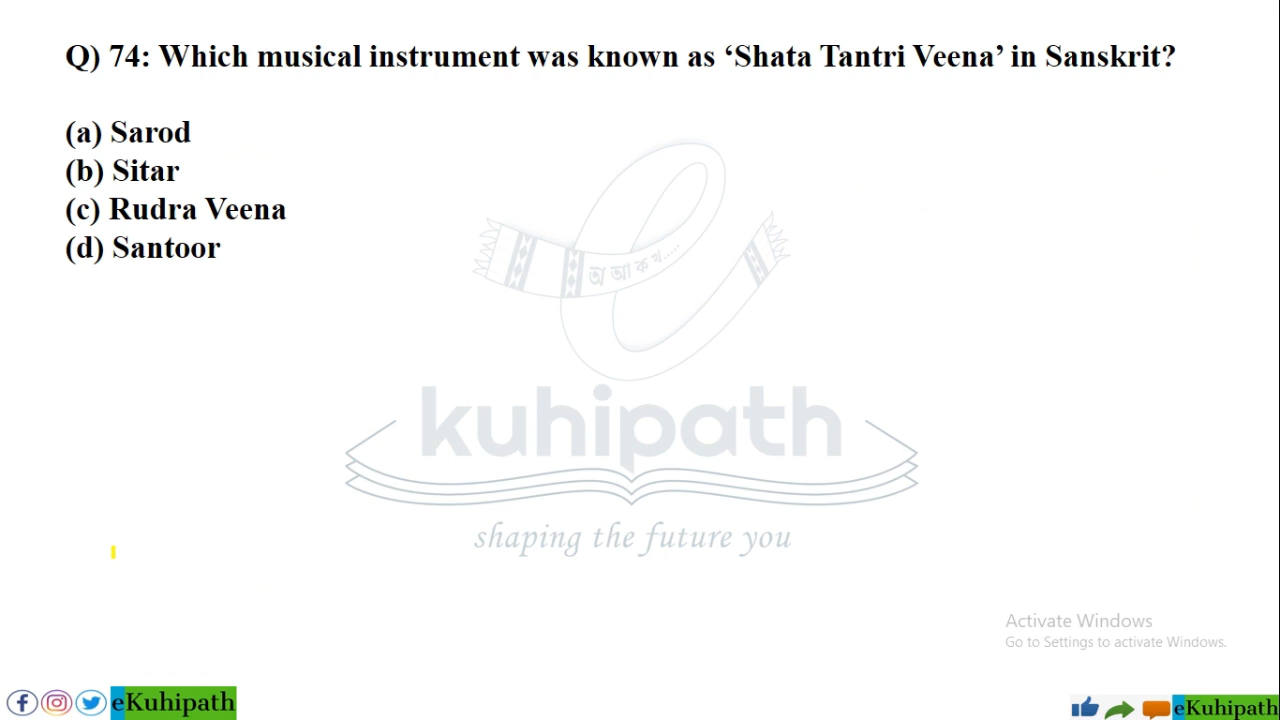 Q) 74: Which musical instrument was known as ‘Shata Tantri Veena’ in Sanskrit?
(a) Sarod
(b) Sitar
(c) Rudra Veena
(d) Santoor
অ আ ক খ.....
kuhipath
shaping the future you
Activate Windows
Go to Settings to activate Windows.
eKuhipath
eKuhipath